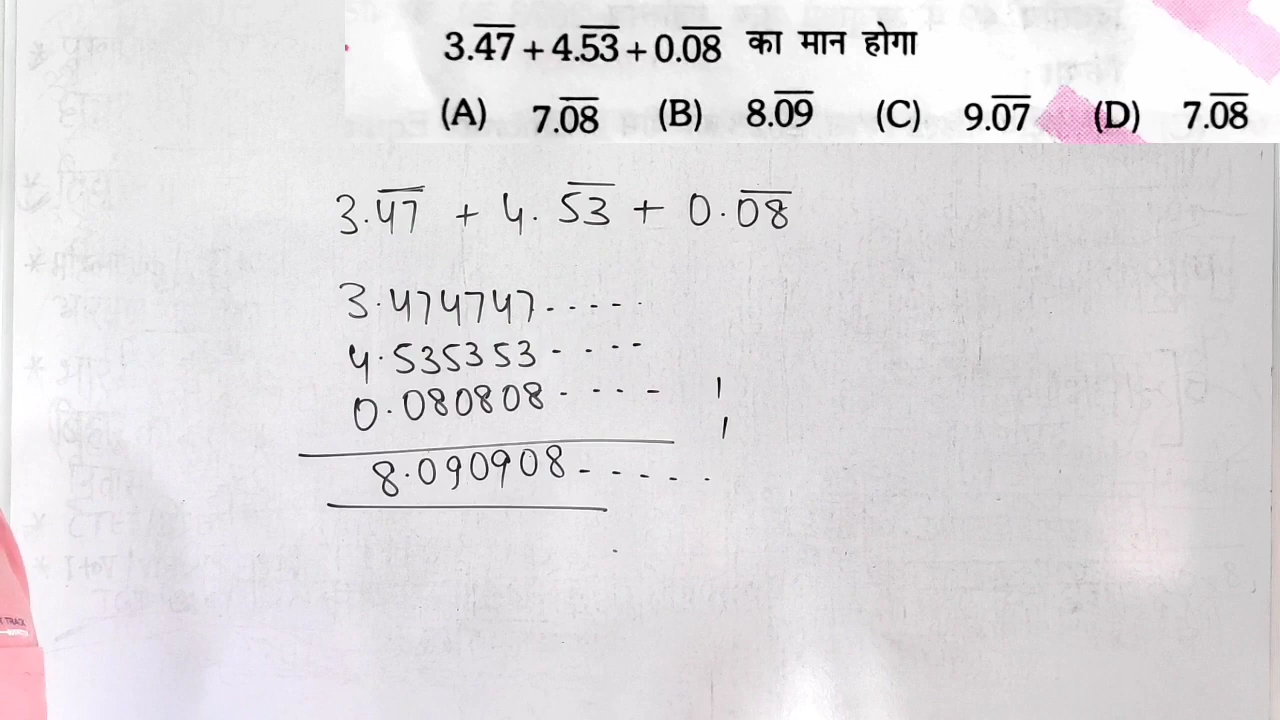 3.4̅7̅ + 4.5̅3̅ + 0.0̅8̅ का मान होगा
(A) 7.0̅8̅ (B) 8.0̅9̅ (C) 9.0̅7̅ (D) 7.0̅8̅
3.4̅7̅ + 4.5̅3̅ + 0.0̅8̅
3.474747.....
4.535353....
0.080808....
8.090908.....